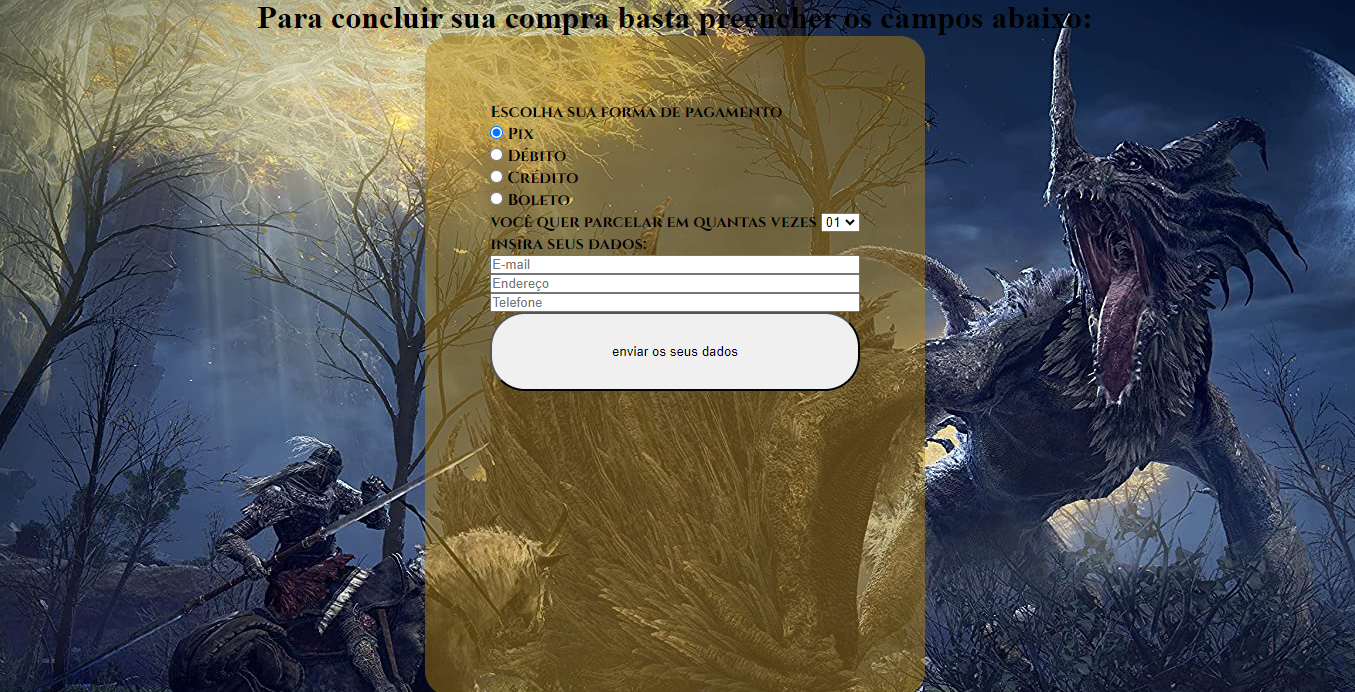 Para concluir sua compra basta preencher os campos abaixo:
Escolha sua forma de pagamento
Pix
Débito
Crédito
Boleto
você quer parcelar em quantas vezes 01
insira seus dados:
E-mail
Endereço
Telefone
enviar os seus dados